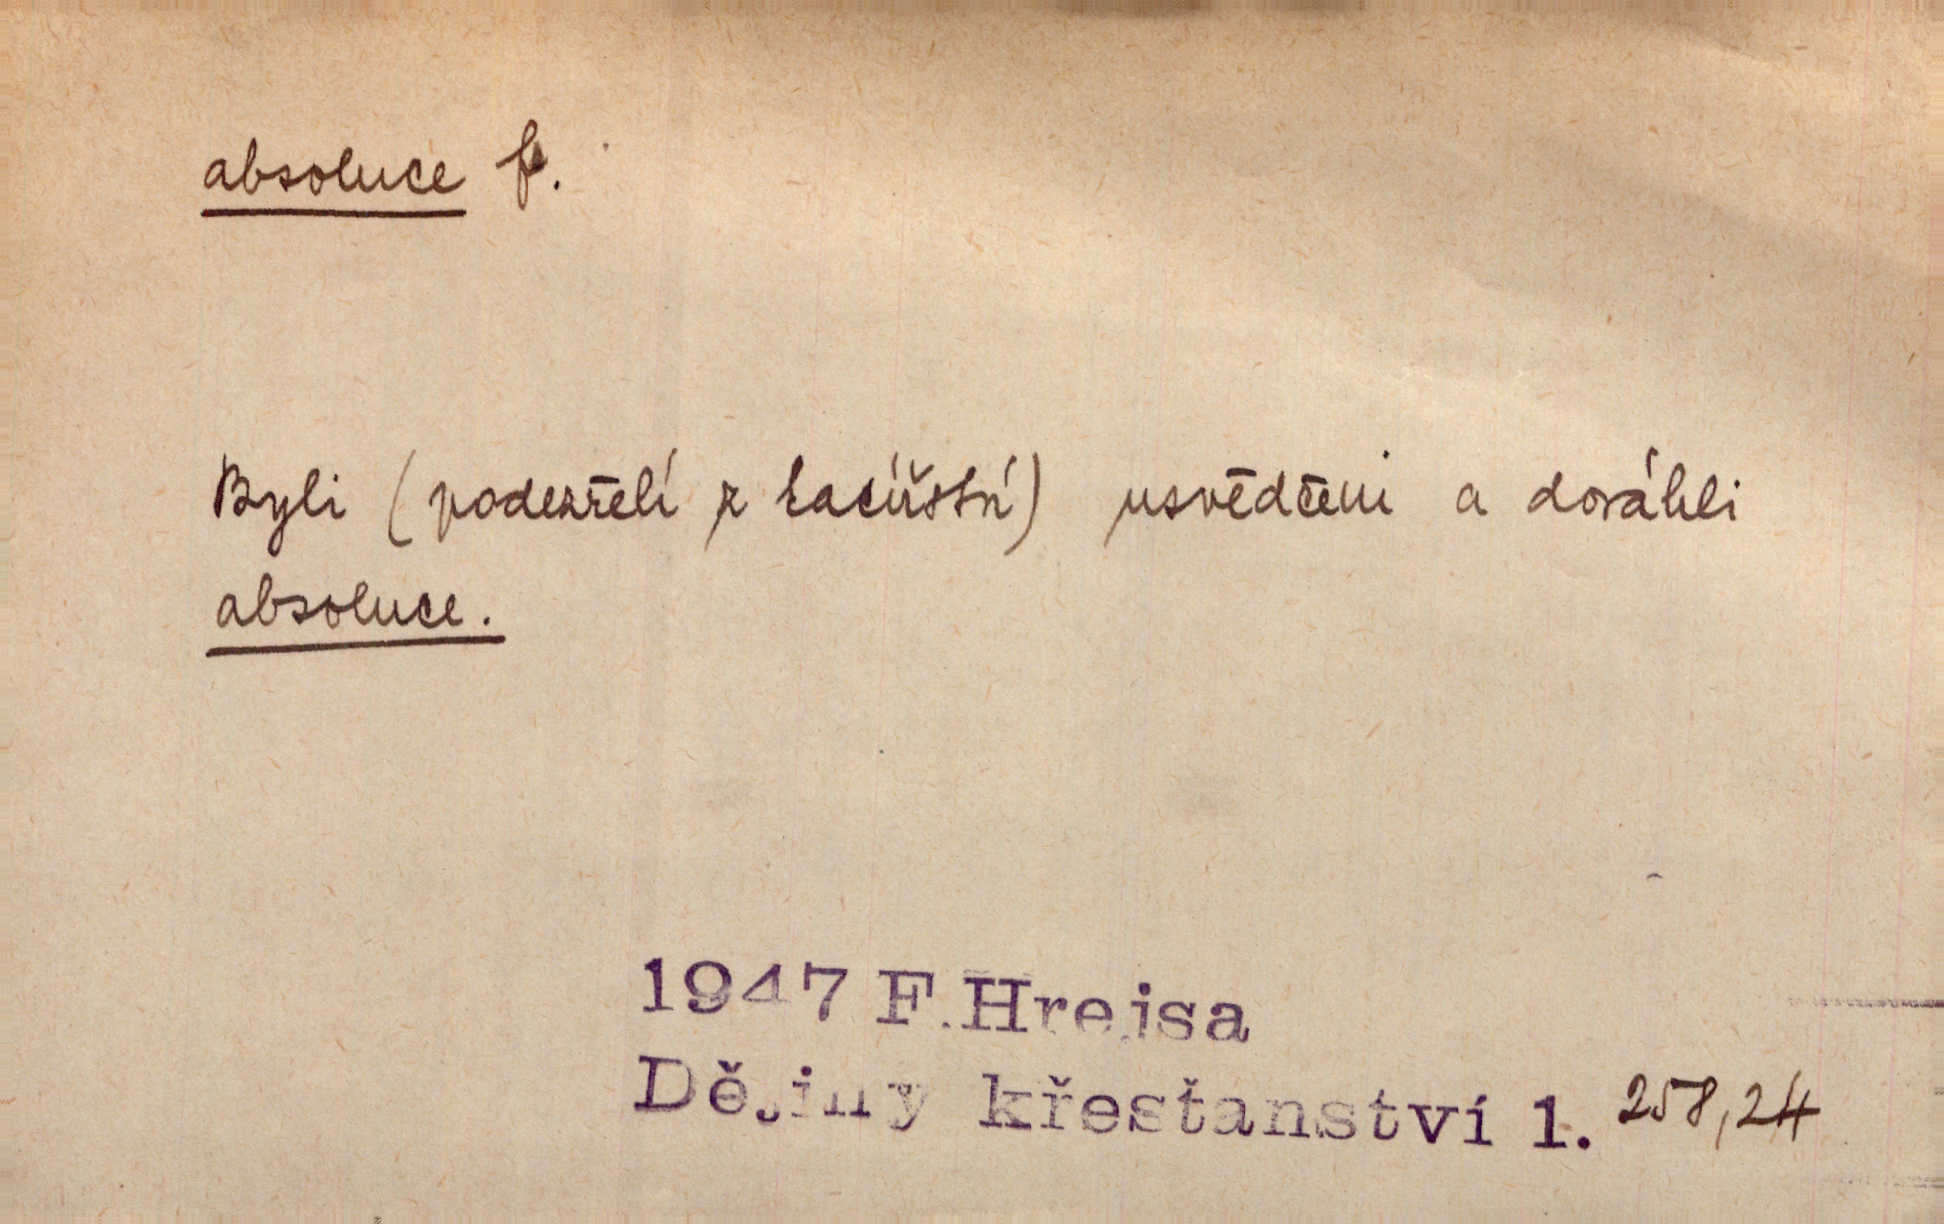 absoluce f.
Byli (podezřelí z kacířství) usvědčeni a dosáhli
absoluce.
1947 F.Hrejsa
Dějiny křesťanství 1. 258,24